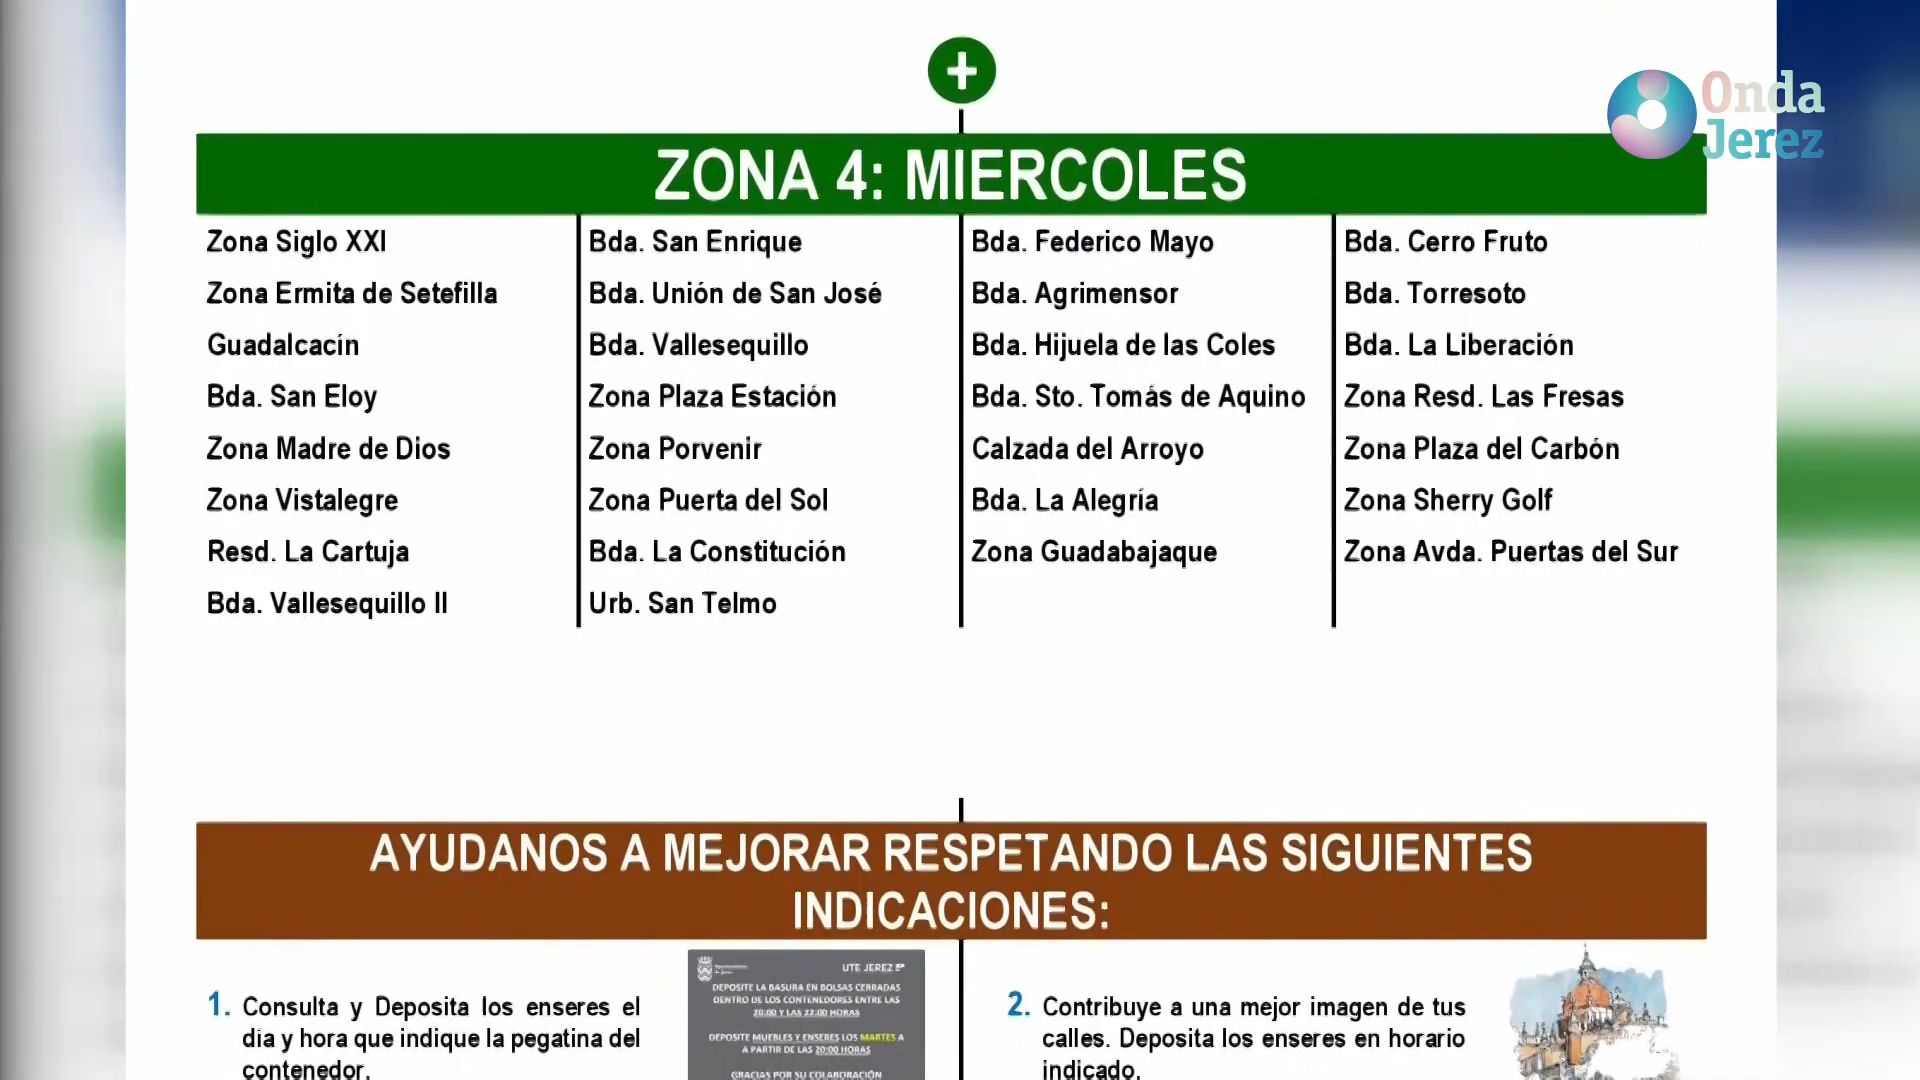 Onda
Jerez
ZONA 4: MIERCOLES
Zona Siglo XXI
Zona Ermita de Setefilla
Guadalcacín
Bda. San Eloy
Zona Madre de Dios
Zona Vistalegre
Resd. La Cartuja
Bda. Vallesequillo II
Bda. San Enrique
Bda. Unión de San José
Bda. Vallesequillo
Zona Plaza Estación
Zona Porvenir
Zona Puerta del Sol
Bda. La Constitución
Urb. San Telmo
Bda. Federico Mayo
Bda. Agrimensor
Bda. Hijuela de las Coles
Bda. Sto. Tomás de Aquino
Calzada del Arroyo
Bda. La Alegría
Zona Guadabajaque
Bda. Cerro Fruto
Bda. Torresoto
Bda. La Liberación
Zona Resd. Las Fresas
Zona Plaza del Carbón
Zona Sherry Golf
Zona Avda. Puertas del Sur
AYUDANOS A MEJORAR RESPETANDO LAS SIGUIENTES
INDICACIONES:
1. Consulta y Deposita los enseres el
día y hora que indique la pegatina del
contenedor.
UTE JEREZ
DEPOSITE LA BASURA EN BOLSAS CERRADAS
DENTRO DE LOS CONTENEDORES ENTRE LAS
20:00 Y LAS 22:00 HORAS
DEPOSITE MUEBLES Y ENSERES LOS MARTES A
A PARTIR DE LAS 20:00 HORAS
GRACIAS POR SU COLABORACIÓN
2. Contribuye a una mejor imagen de tus
calles. Deposita los enseres en horario
indicado.